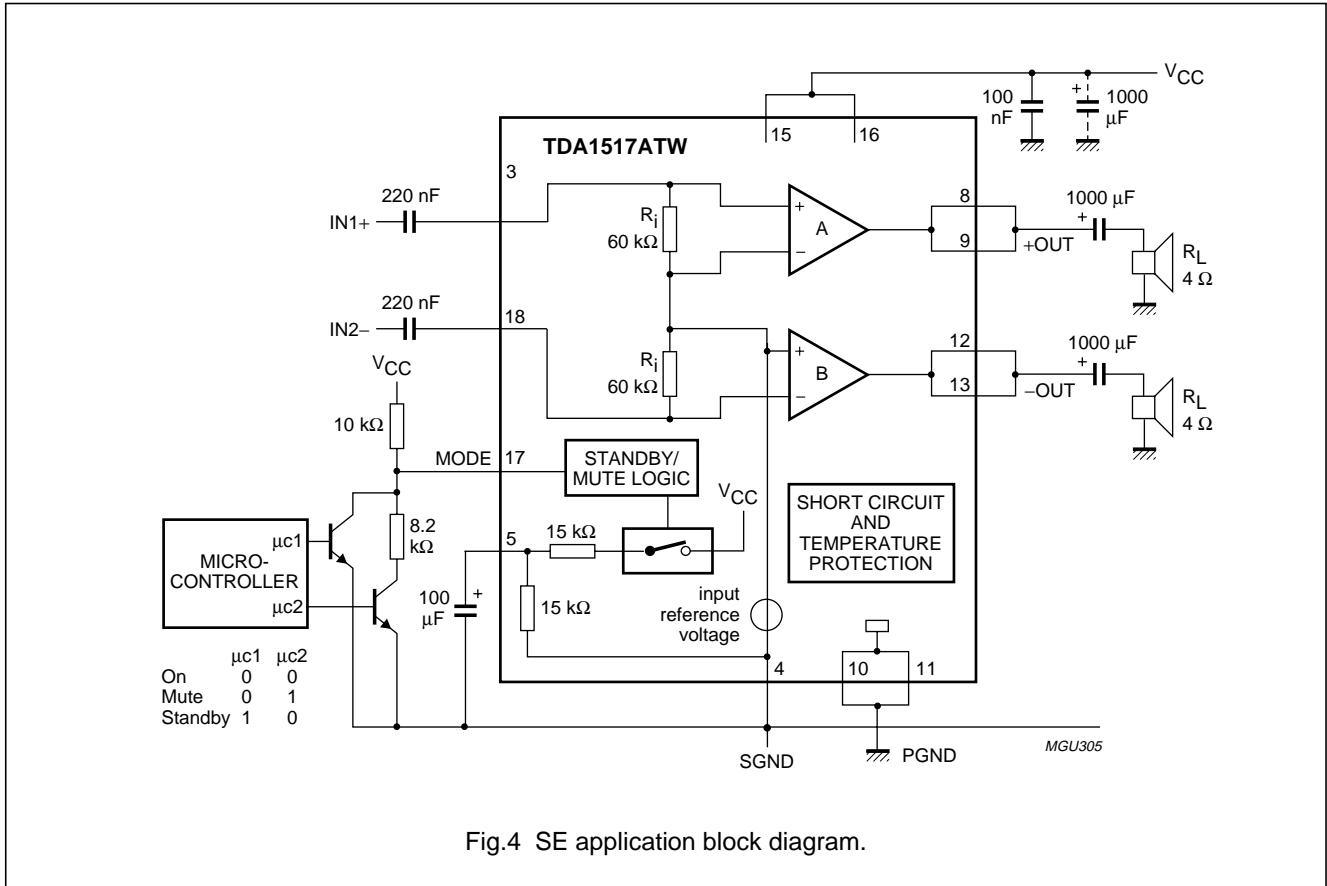 VCC
100
nF
+
1000
μF
15
16
TDA1517ATW
3
220 nF
IN1+
Ri
60 kΩ
+
A
−
8
9
+OUT
1000 μF
+
RL
4 Ω
220 nF
IN2−
18
Ri
60 kΩ
+
B
−
12
13
−OUT
1000 μF
+
RL
4 Ω
VCC
10 kΩ
MODE
17
STANDBY/
MUTE LOGIC
VCC
SHORT CIRCUIT
AND
TEMPERATURE
PROTECTION
8.2
kΩ
MICRO-
CONTROLLER
μc1
μc2
5
15 kΩ
100
μF
+
15 kΩ
input
reference
voltage
4
10
11
μc1 μc2
On 0 0
Mute 0 1
Standby 1 0
SGND
PGND
MGU305
Fig.4 SE application block diagram.